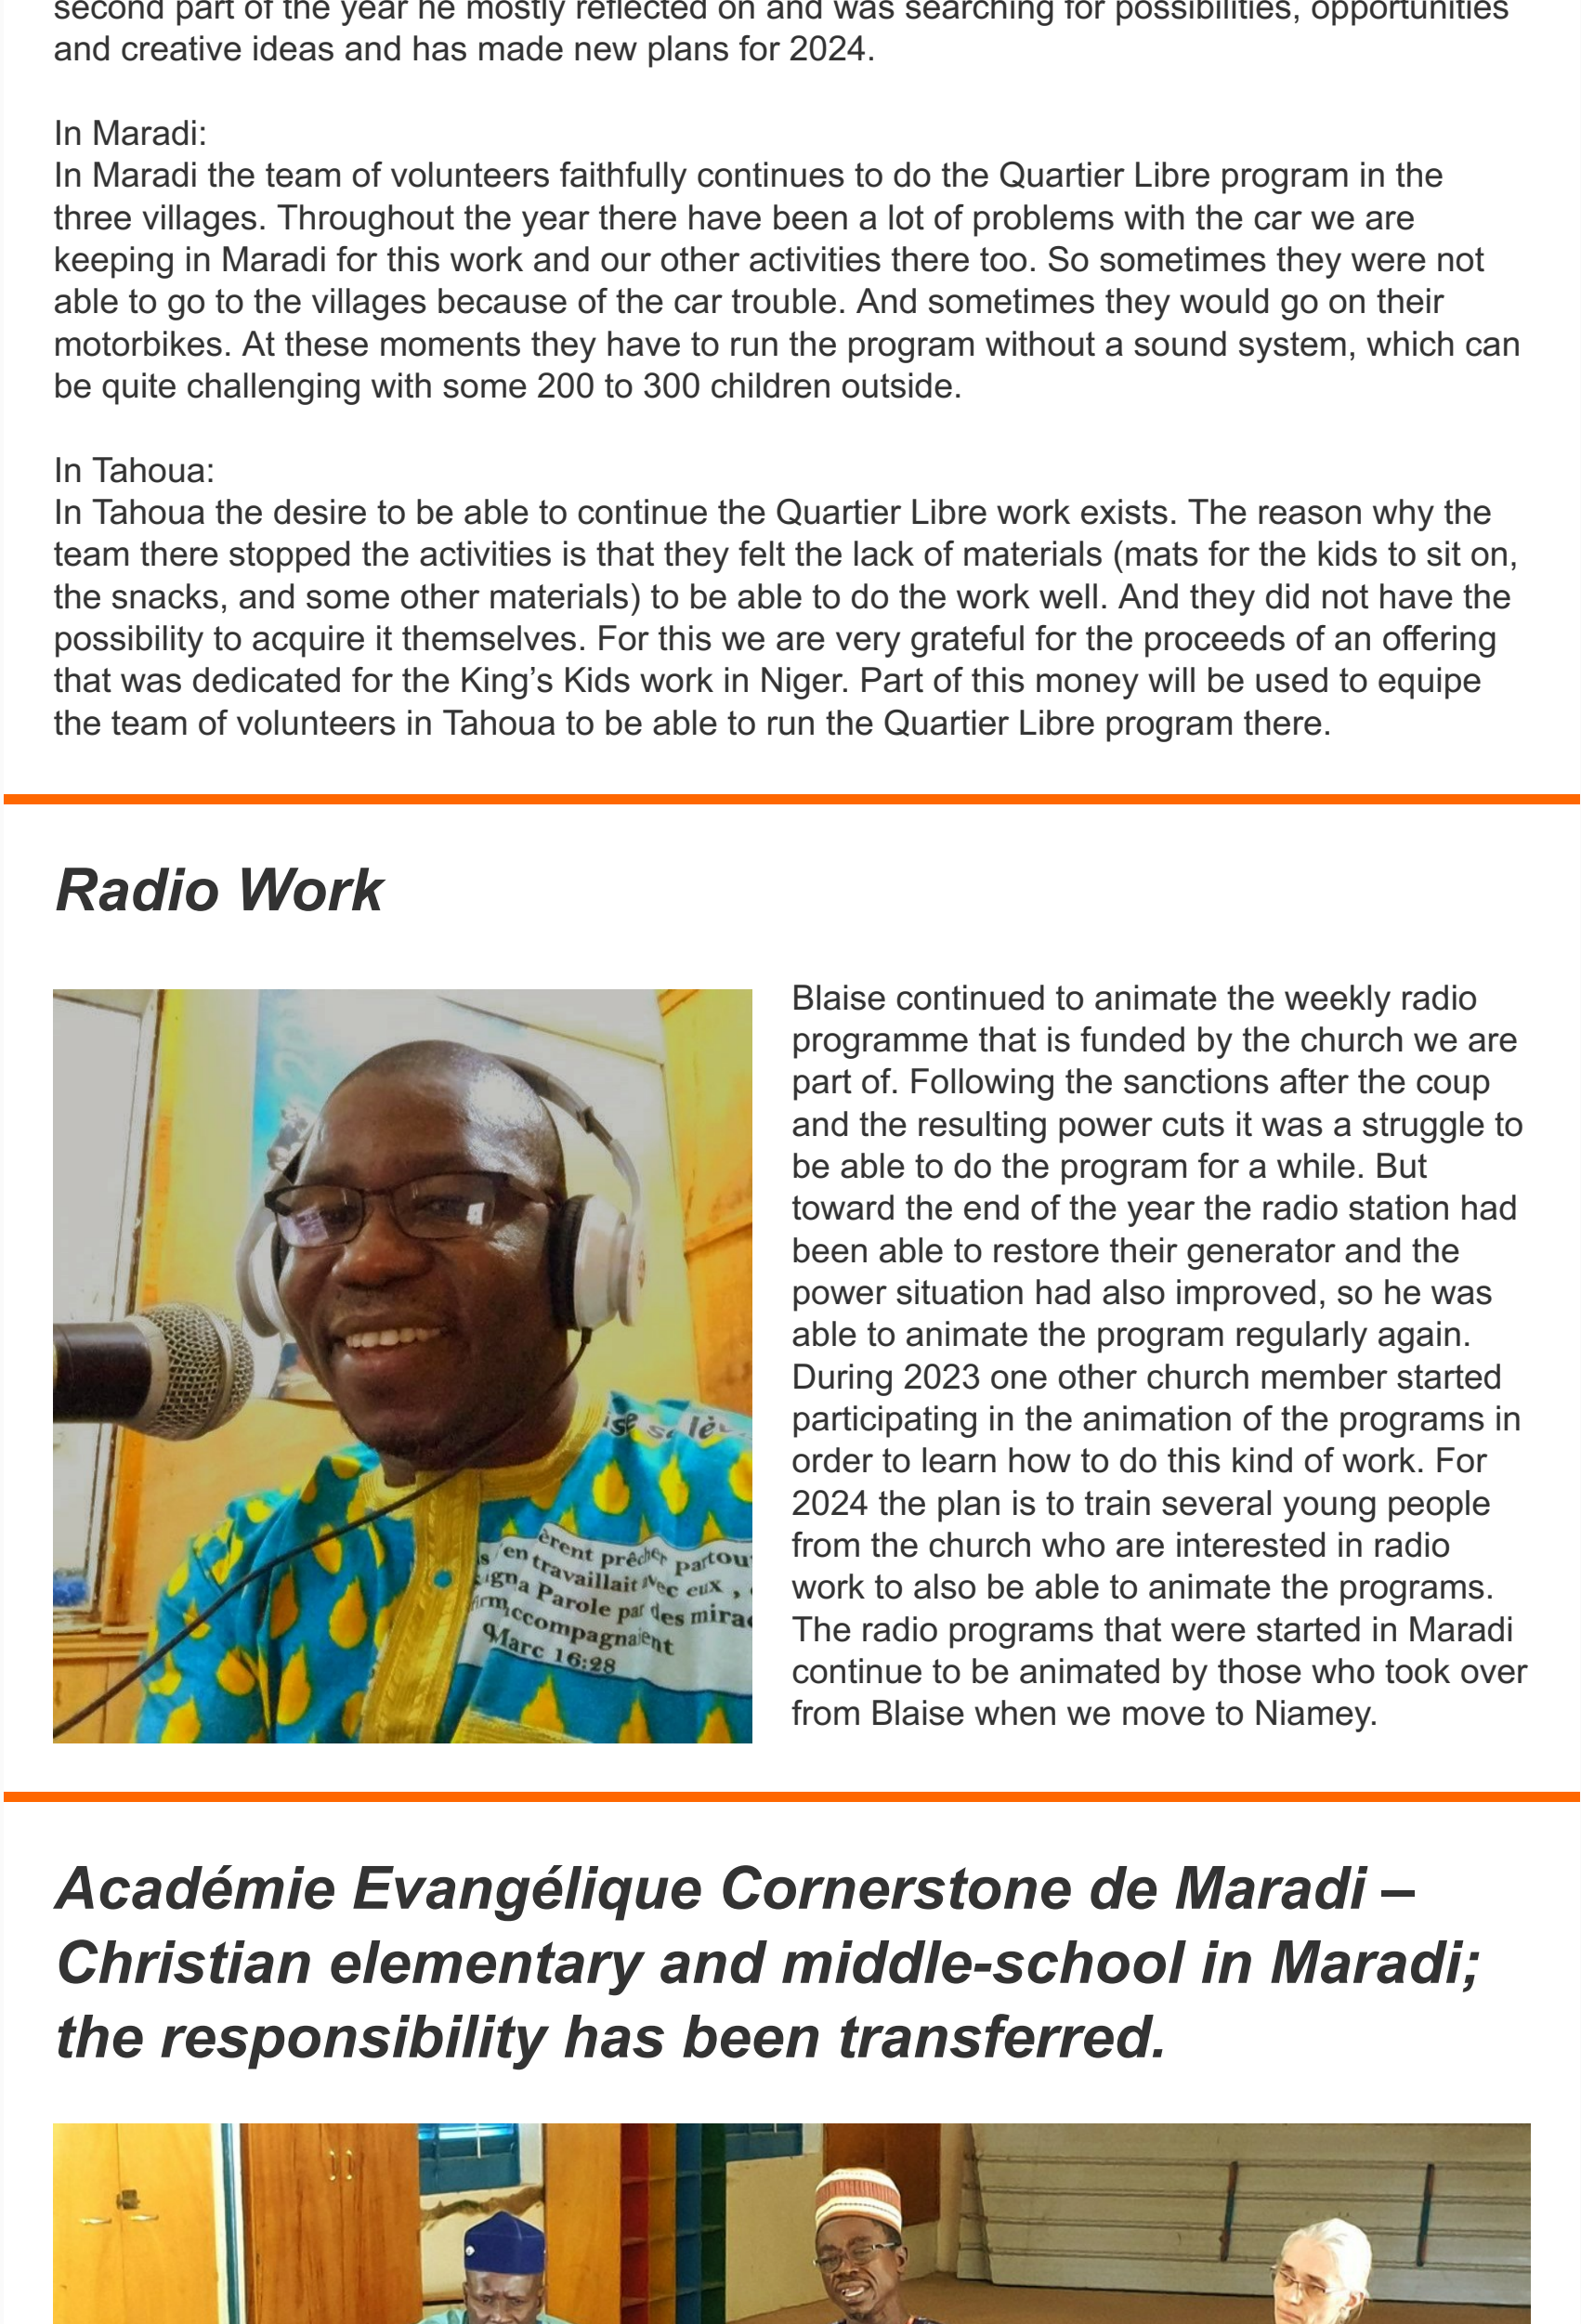 second part of the year he mostly reflected on and was searching for possibilities, opportunities
and creative ideas and has made new plans for 2024.
In Maradi:
In Maradi the team of volunteers faithfully continues to do the Quartier Libre program in the
three villages. Throughout the year there have been a lot of problems with the car we are
keeping in Maradi for this work and our other activities there too. So sometimes they were not
able to go to the villages because of the car trouble. And sometimes they would go on their
motorbikes. At these moments they have to run the program without a sound system, which can
be quite challenging with some 200 to 300 children outside.
In Tahoua:
In Tahoua the desire to be able to continue the Quartier Libre work exists. The reason why the
team there stopped the activities is that they felt the lack of materials (mats for the kids to sit on,
the snacks, and some other materials) to be able to do the work well. And they did not have the
possibility to acquire it themselves. For this we are very grateful for the proceeds of an offering
that was dedicated for the King’s Kids work in Niger. Part of this money will be used to equipe
the team of volunteers in Tahoua to be able to run the Quartier Libre program there.
Radio Work
Blaise continued to animate the weekly radio
programme that is funded by the church we are
part of. Following the sanctions after the coup
and the resulting power cuts it was a struggle to
be able to do the program for a while. But
toward the end of the year the radio station had
been able to restore their generator and the
power situation had also improved, so he was
able to animate the program regularly again.
During 2023 one other church member started
participating in the animation of the programs in
order to learn how to do this kind of work. For
2024 the plan is to train several young people
from the church who are interested in radio
work to also be able to animate the programs.
The radio programs that were started in Maradi
continue to be animated by those who took over
from Blaise when we move to Niamey.
èrent prêcher partou
en travaillait avec eux ,
Parole par des mirac
ccompagnaient
Marc 16:28
Académie Evangélique Cornerstone de Maradi –
Christian elementary and middle-school in Maradi;
the responsibility has been transferred.